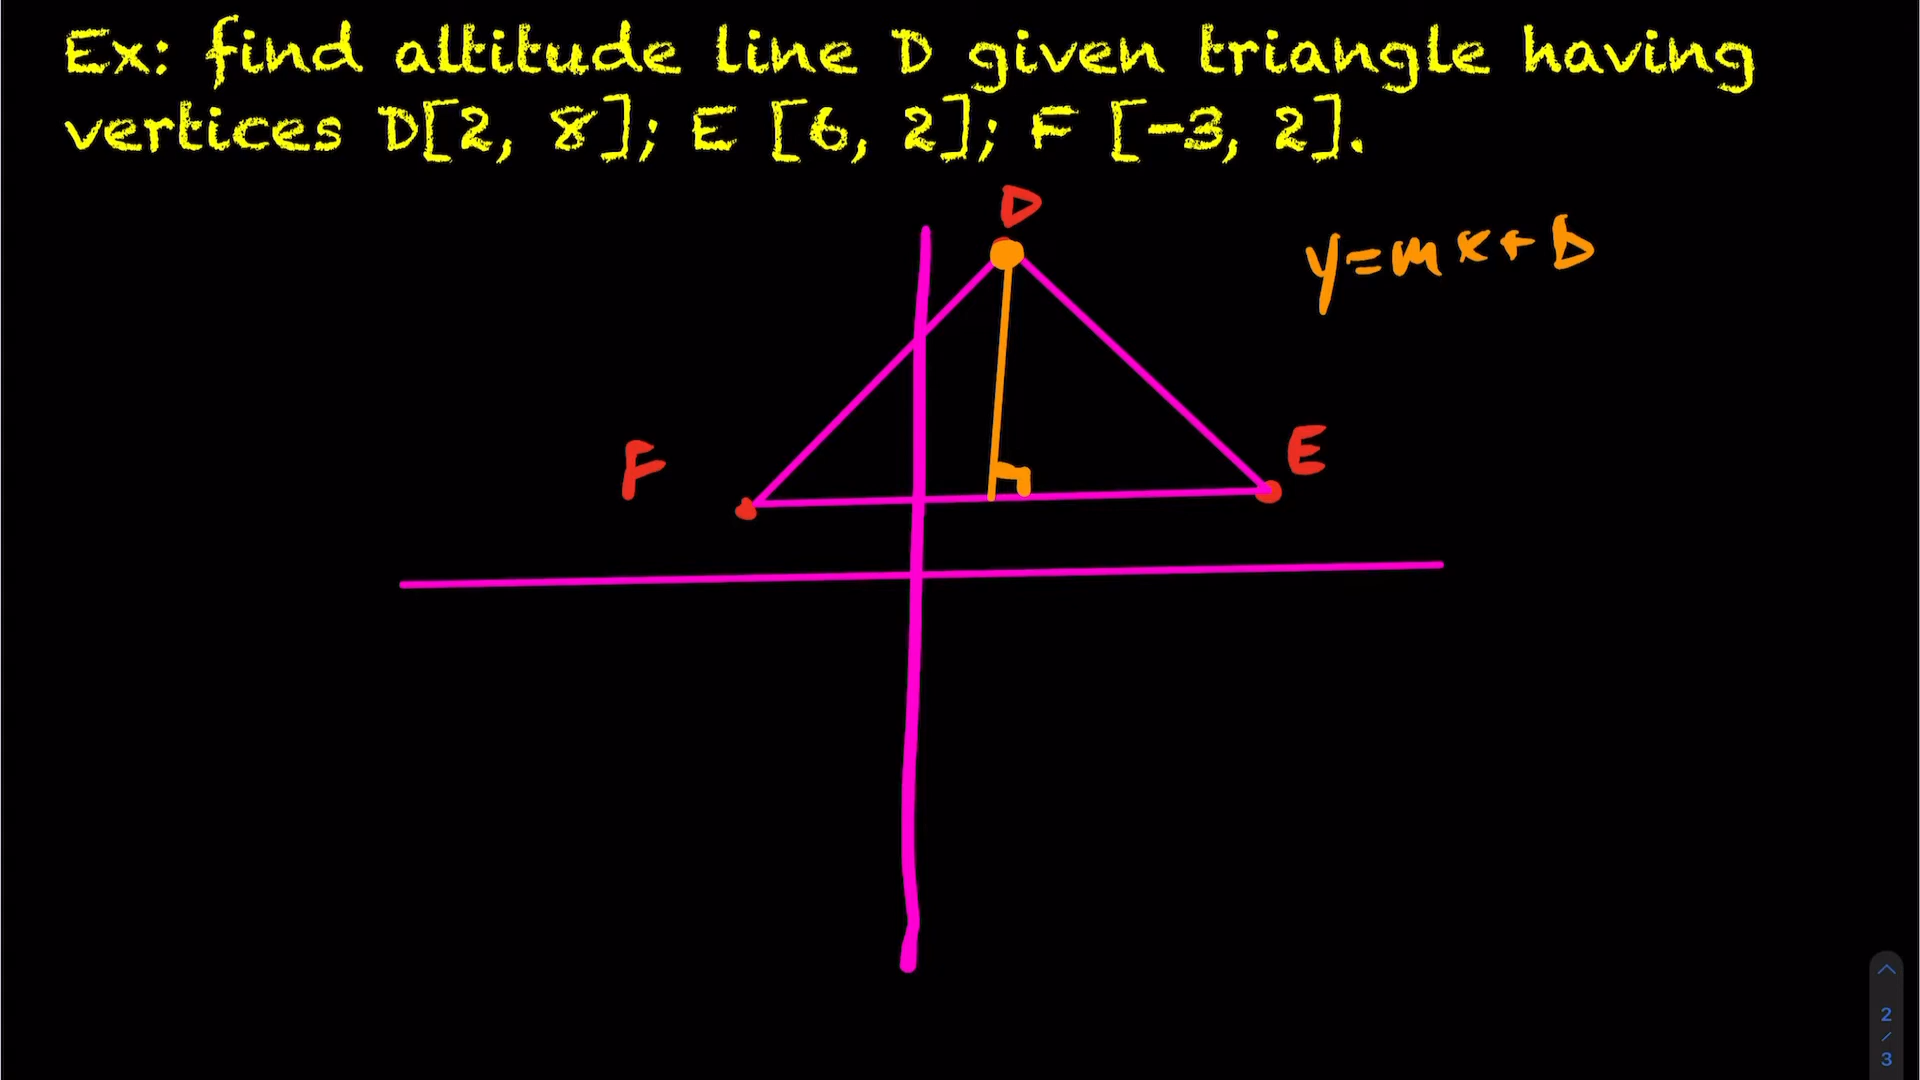 Ex: find altitude line D given triangle having
vertices D[2, 8]; E [6, 2]; F [-3, 2].
D
y=mx+b
F
E
2
/
3